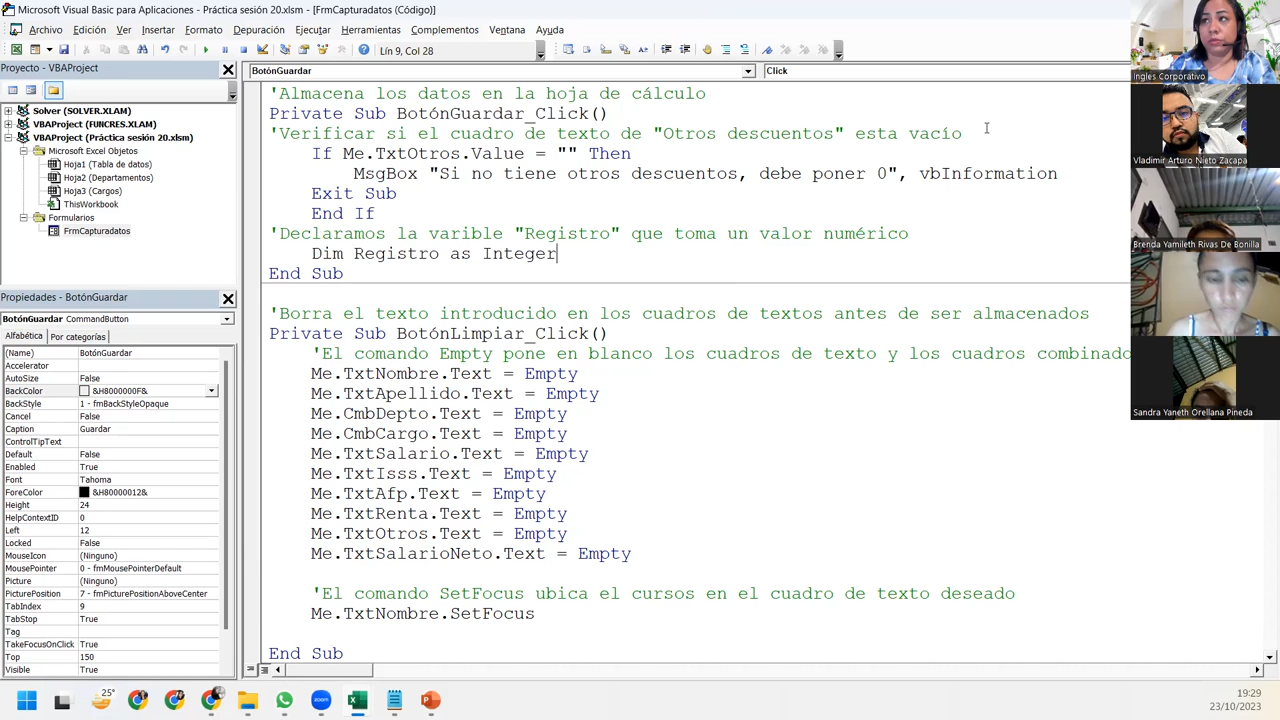 Microsoft Visual Basic para Aplicaciones - Práctica sesión 20.xlsm - [FrmCapturadatos (Código)]
Archivo Edición Ver Insertar Formato Depuración Ejecutar Herramientas Complementos Ventana Ayuda
Lín 9, Col 28
Proyecto - VBAProject
Solver (SOLVER.XLAM)
VBAProject (FUNCRES.XLAM)
VBAProject (Práctica sesión 20.xlsm)
Microsoft Excel Objetos
Hoja1 (Tabla de datos)
Hoja2 (Departamentos)
Hoja3 (Cargos)
ThisWorkbook
Formularios
FrmCapturadatos
Propiedades - BotónGuardar
BotónGuardar CommandButton
Alfabética Por categorías
(Name) BotónGuardar
Accelerator
AutoSize False
BackColor &H8000000F&
BackStyle 1 - fmBackStyleOpaque
Cancel False
Caption Guardar
ControlTipText
Default False
Enabled True
Font Tahoma
ForeColor &H80000012&
Height 24
HelpContextID 0
Left 12
Locked False
MouseIcon (Ninguno)
MousePointer 0 - fmMousePointerDefault
Picture (Ninguno)
PicturePosition 7 - fmPicturePositionAboveCenter
TabIndex 9
TabStop True
Tag
TakeFocusOnClick True
Top 150
Visible True
BotónGuardar Click
'Almacena los datos en la hoja de cálculo
Private Sub BotónGuardar_Click()
'Verificar si el cuadro de texto de "Otros descuentos" esta vacío
If Me.TxtOtros.Value = "" Then
MsgBox "Si no tiene otros descuentos, debe poner 0", vbInformation
Exit Sub
End If
'Declaramos la varible "Registro" que toma un valor numérico
Dim Registro as Integer
End Sub
'Borra el texto introducido en los cuadros de textos antes de ser almacenados
Private Sub BotónLimpiar_Click()
'El comando Empty pone en blanco los cuadros de texto y los cuadros combinado
Me.TxtNombre.Text = Empty
Me.TxtApellido.Text = Empty
Me.CmbDepto.Text = Empty
Me.CmbCargo.Text = Empty
Me.TxtSalario.Text = Empty
Me.TxtIsss.Text = Empty
Me.TxtAfp.Text = Empty
Me.TxtRenta.Text = Empty
Me.TxtOtros.Text = Empty
Me.TxtSalarioNeto.Text = Empty
'El comando SetFocus ubica el cursos en el cuadro de texto deseado
Me.TxtNombre.SetFocus
End Sub
Ingles Corporativo
Vladimir Arturo Nieto Zacapa
Brenda Yamileth Rivas De Bonilla
Sandra Yaneth Orellana Pineda
25°
zoom
19:29
23/10/2023